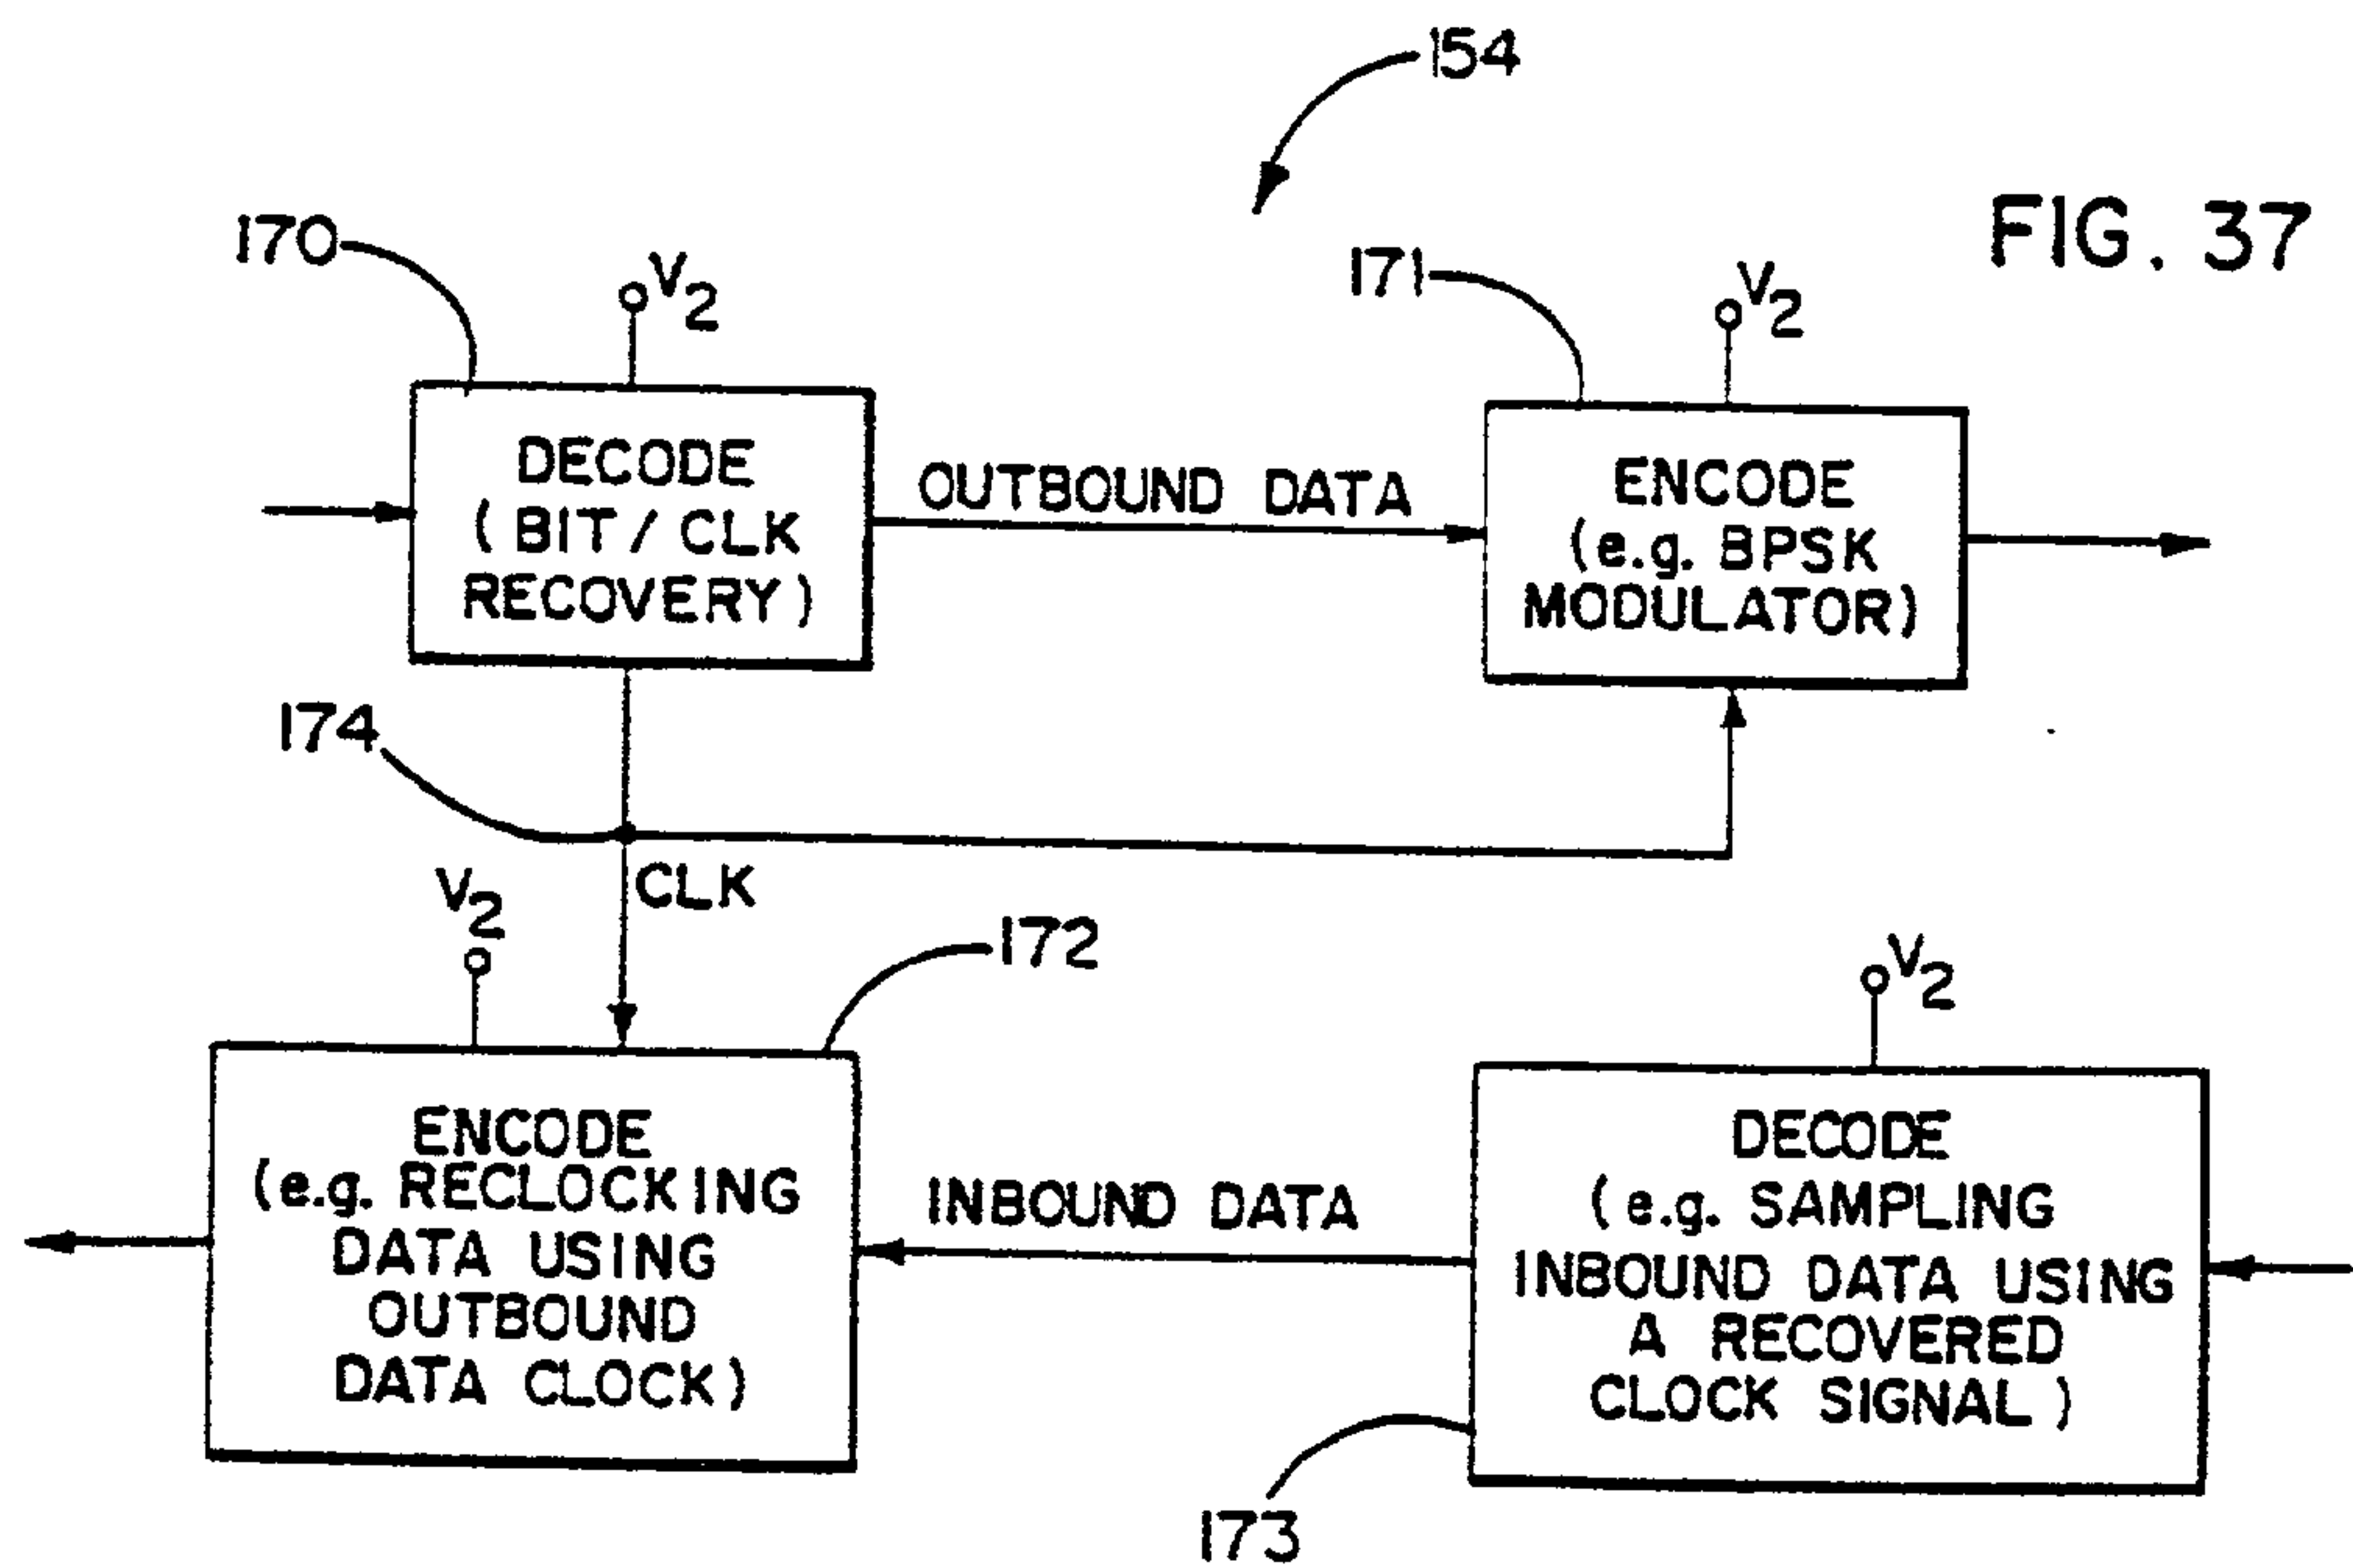 154
FIG. 37
170
V2
171
V2
DECODE
(BIT/CLK
RECOVERY)
OUTBOUND DATA
ENCODE
(e.g. BPSK
MODULATOR)
174
CLK
V2
172
V2
ENCODE
(e.g. RECLOCKING
DATA USING
OUTBOUND
DATA CLOCK)
INBOUND DATA
DECODE
(e.g. SAMPLING
INBOUND DATA USING
A RECOVERED
CLOCK SIGNAL)
173